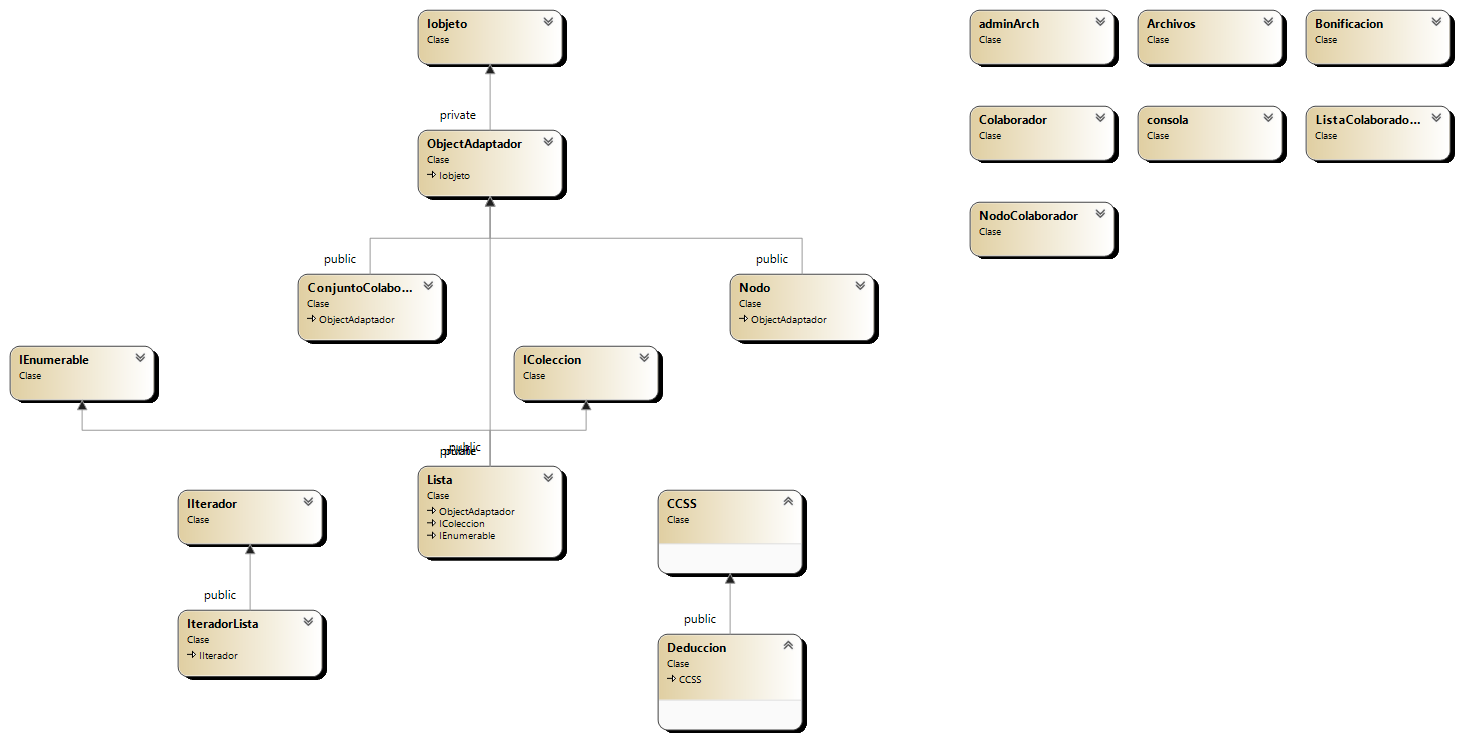 Iobjeto
Clase
private
ObjectAdaptador
Clase
Iobjeto
public
public
ConjuntoColabo...
Clase
ObjectAdaptador
Nodo
Clase
ObjectAdaptador
IEnumerable
Clase
IColeccion
Clase
public
private
Lista
Clase
ObjectAdaptador
IColeccion
IEnumerable
IIterador
Clase
public
IteradorLista
Clase
IIterador
CCSS
Clase
public
Deduccion
Clase
CCSS
adminArch
Clase
Archivos
Clase
Bonificacion
Clase
Colaborador
Clase
consola
Clase
ListaColaborado...
Clase
NodoColaborador
Clase